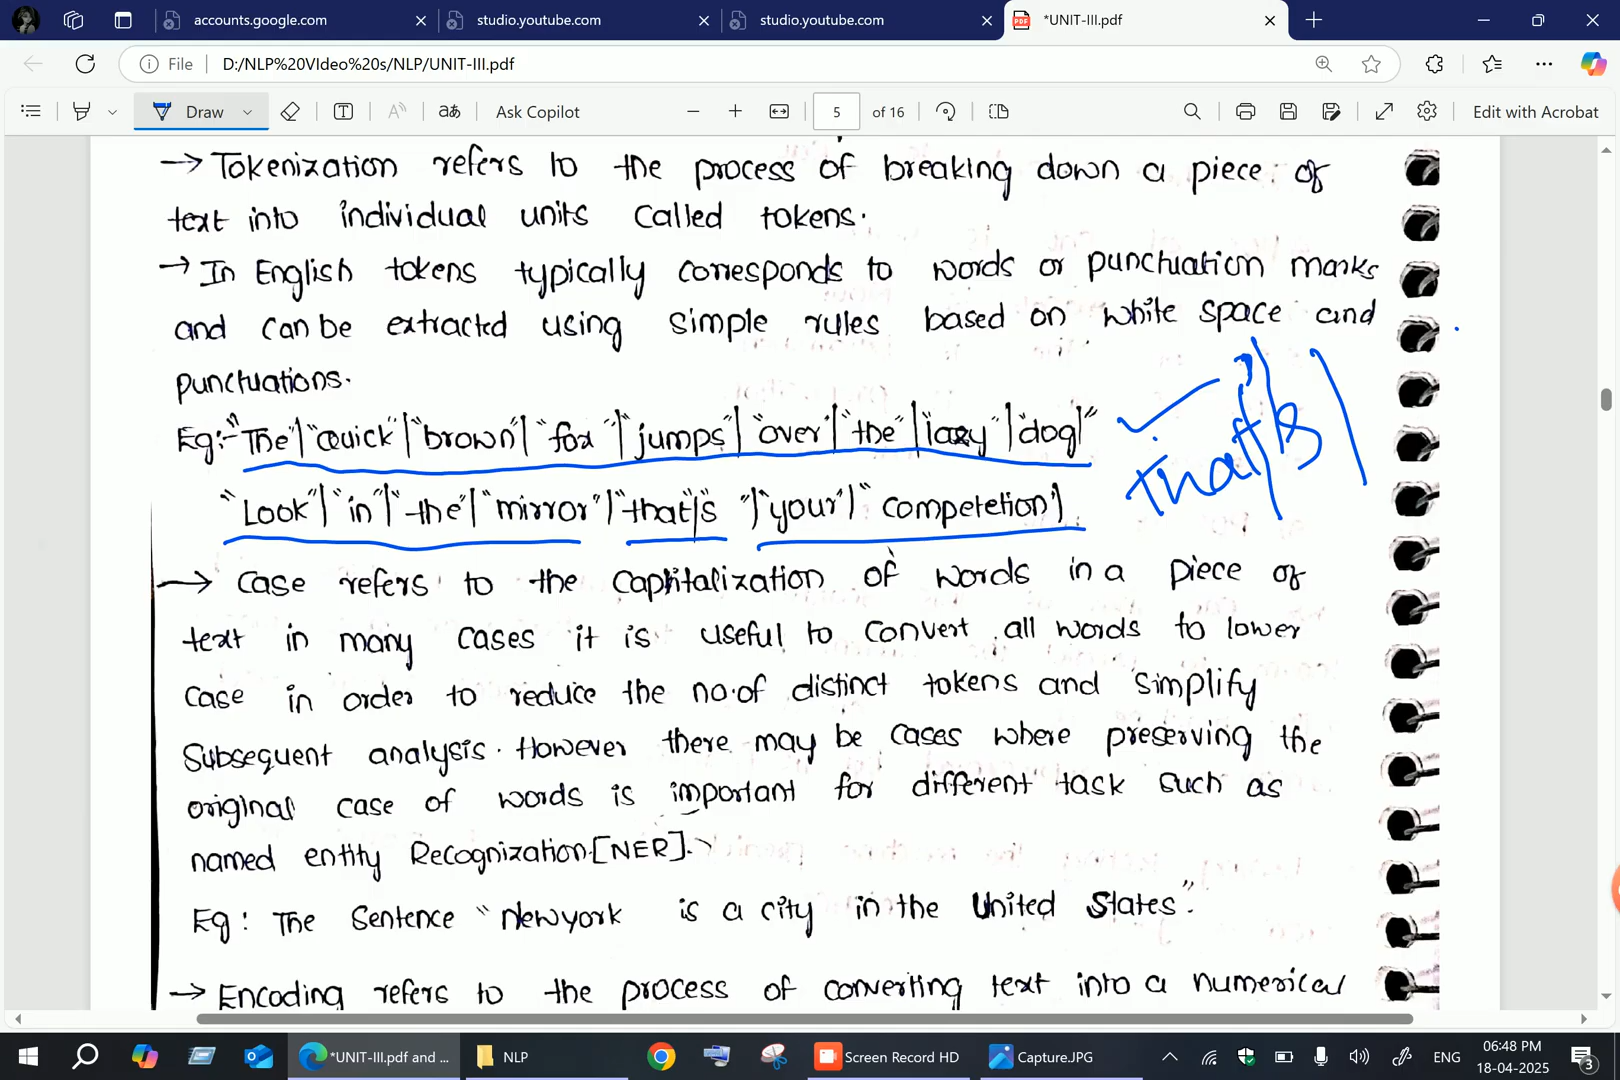 accounts.google.com
studio.youtube.com
studio.youtube.com
*UNIT-III.pdf
File D:/NLP%20VIdeo%20s/NLP/UNIT-III.pdf
Draw
Ask Copilot
5 of 16
Edit with Acrobat
→ Tokenization refers to the process of breaking down a piece of
text into individual units called tokens.
→ In English tokens typically corresponds to words or punctuation marks
and can be extracted using simple rules based on white space and
punctuations.
Eg:- "The"|"Quick"|"brown"|"fox"|"jumps"|"over"|"the"|"lazy"|dog|"
"Look"|"in"|"the"|"mirror"|"that"|'s "|"your"|" competetion"|
That|'|s|
→ Case refers to the capitalization of words in a piece of
text in many cases it is useful to convert all words to lower
case in order to reduce the no.of distinct tokens and simplify
Subsequent analysis. However there may be cases where preserving the
original case of words is important for different task such as
named entity Recognization.[NER].
Eg: The Sentence "Newyork is a city in the United States".
→ Encoding refers to the process of converting text into a numerical
*UNIT-III.pdf and ...
NLP
Screen Record HD
Capture.JPG
ENG
06:48 PM
18-04-2025
3